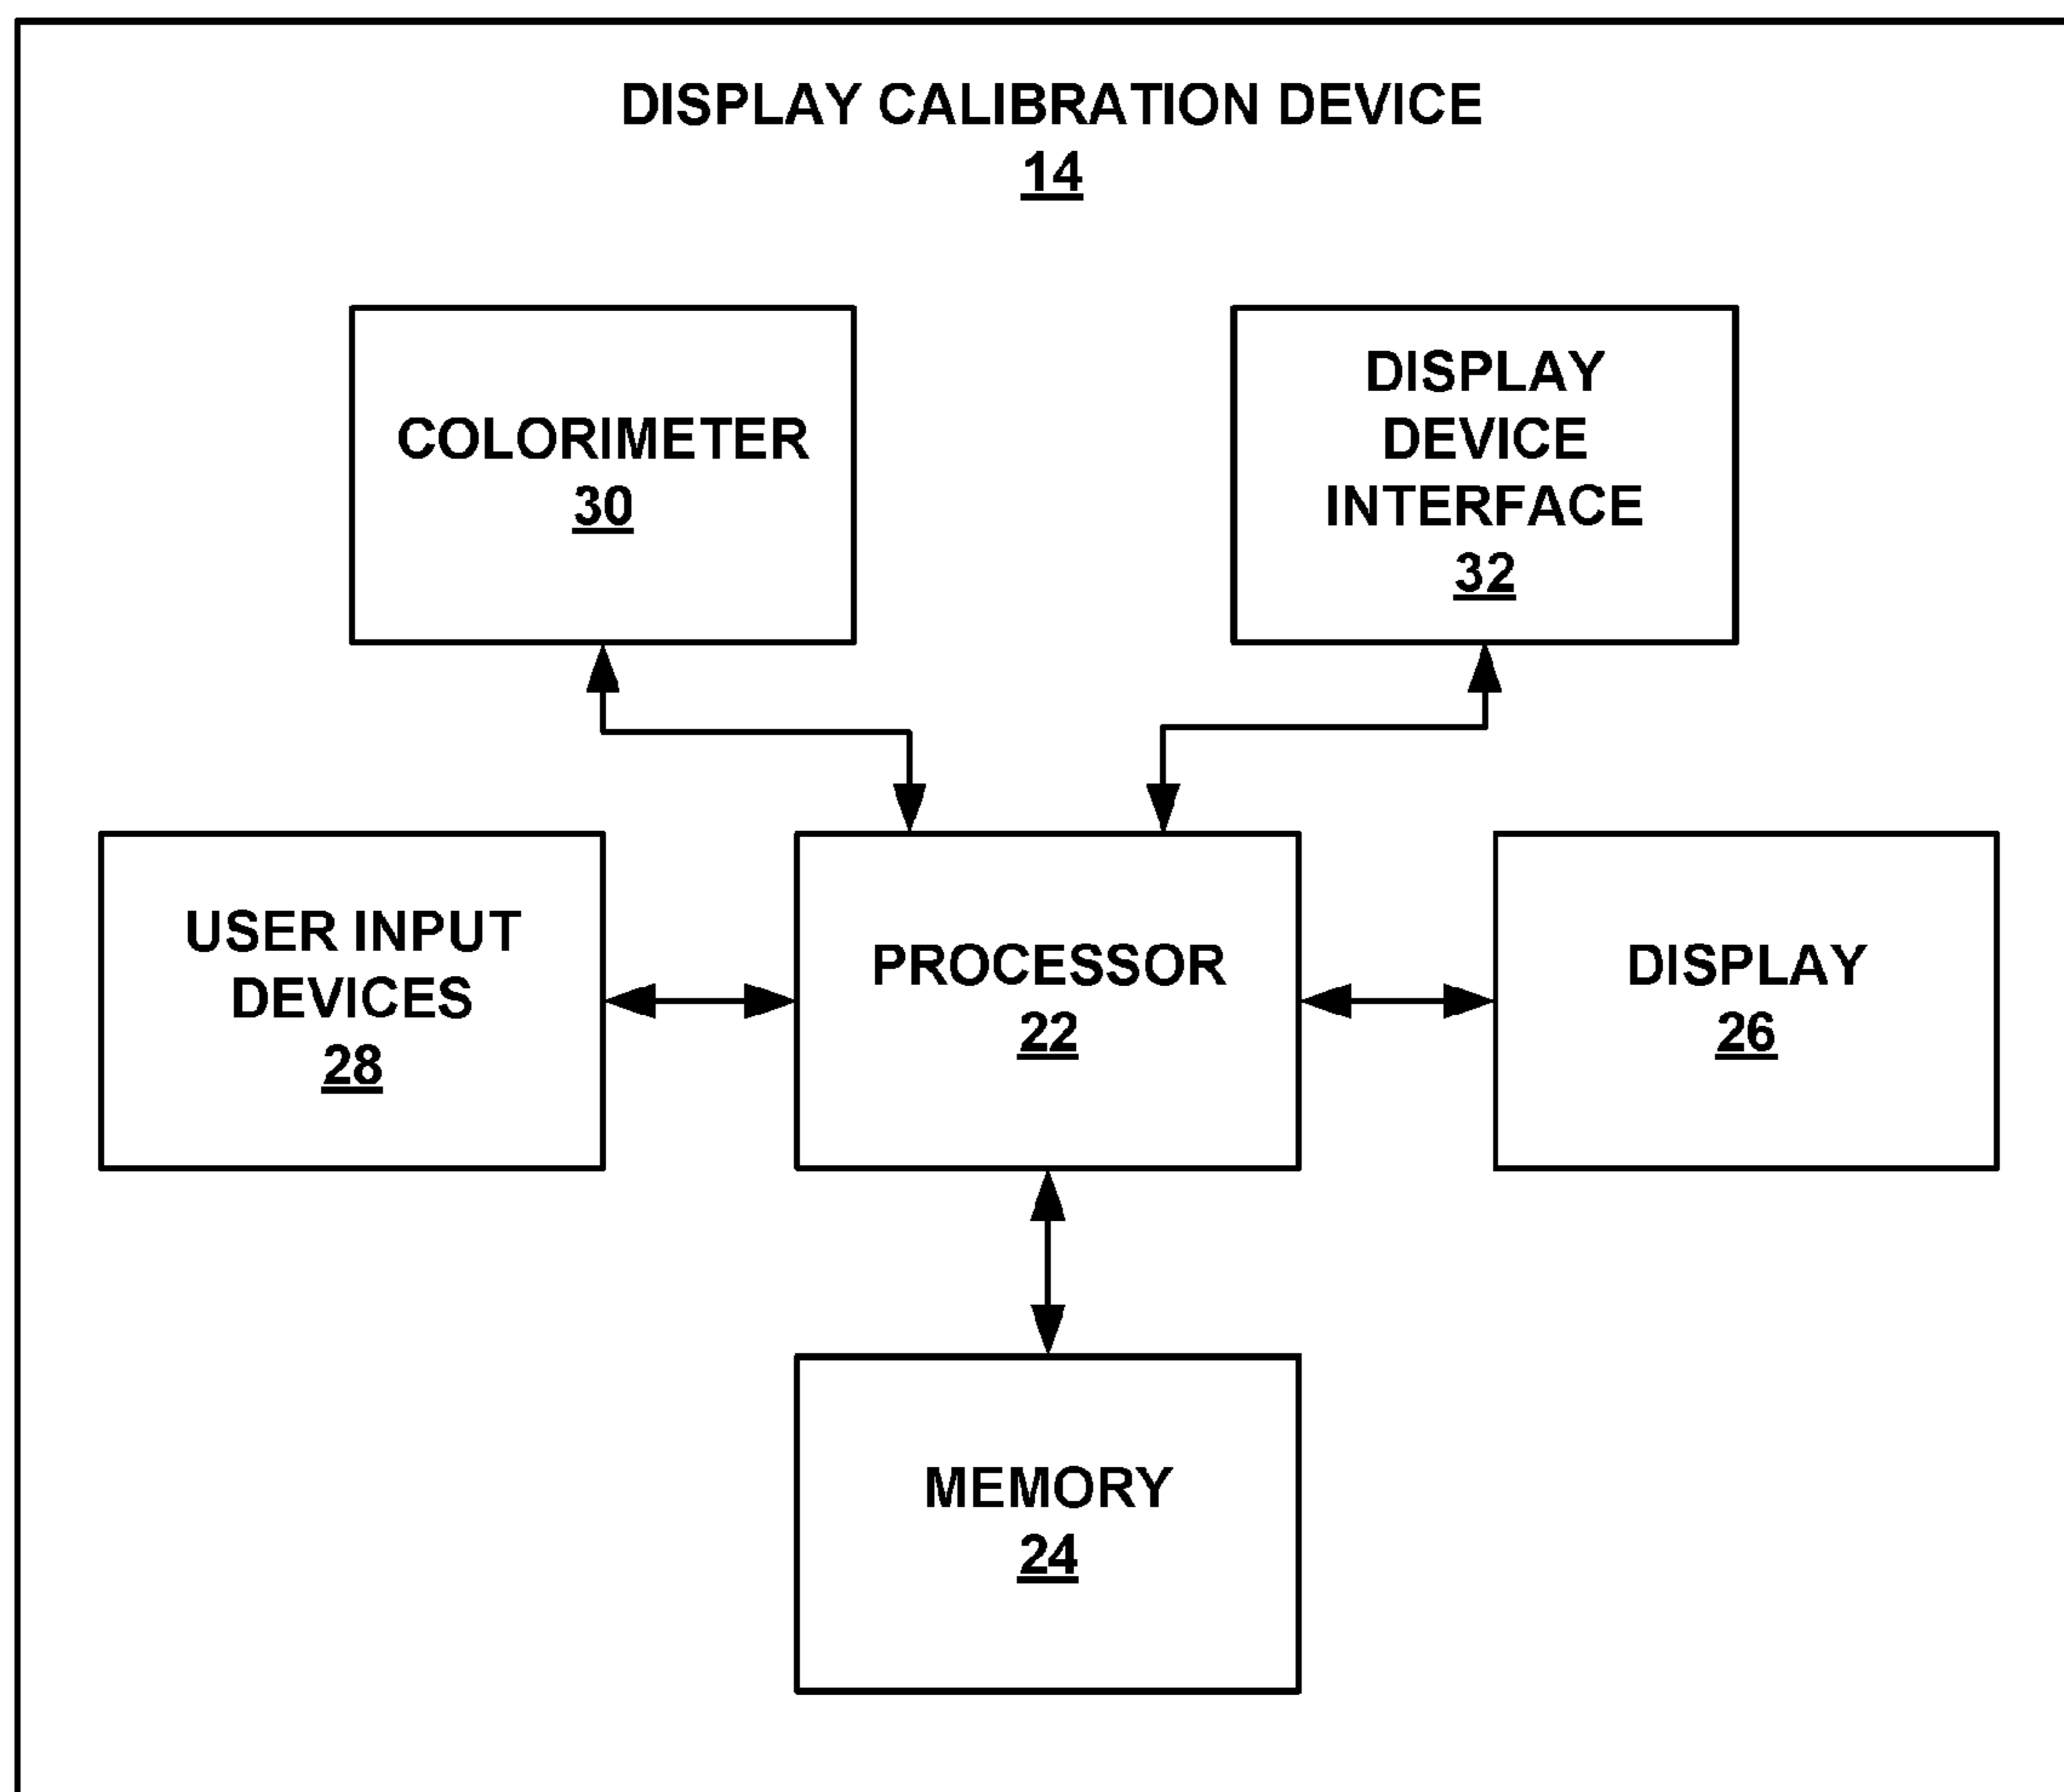 DISPLAY CALIBRATION DEVICE
14
COLORIMETER
30
DISPLAY
DEVICE
INTERFACE
32
USER INPUT
DEVICES
28
PROCESSOR
22
DISPLAY
26
MEMORY
24